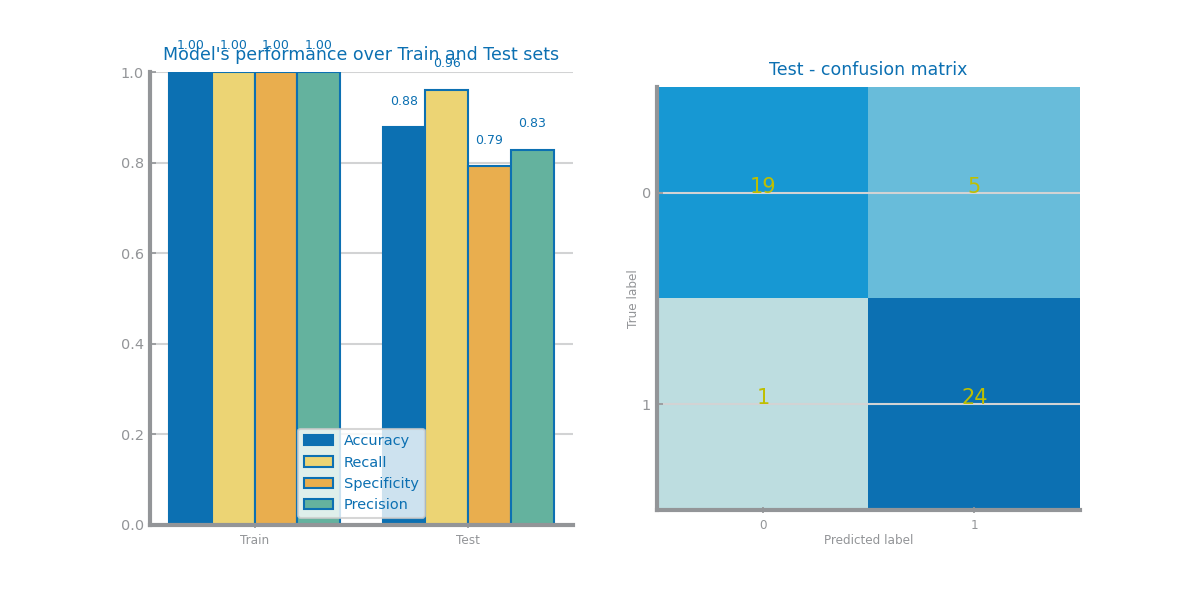 Model's performance over Train and Test sets
1.00 1.00 1.00 1.00
0.88 0.96 0.79 0.83
1.0
0.8
0.6
0.4
0.2
0.0
Accuracy
Recall
Specificity
Precision
Train Test
Test - confusion matrix
True label
0
1
19 5
1 24
0 1
Predicted label